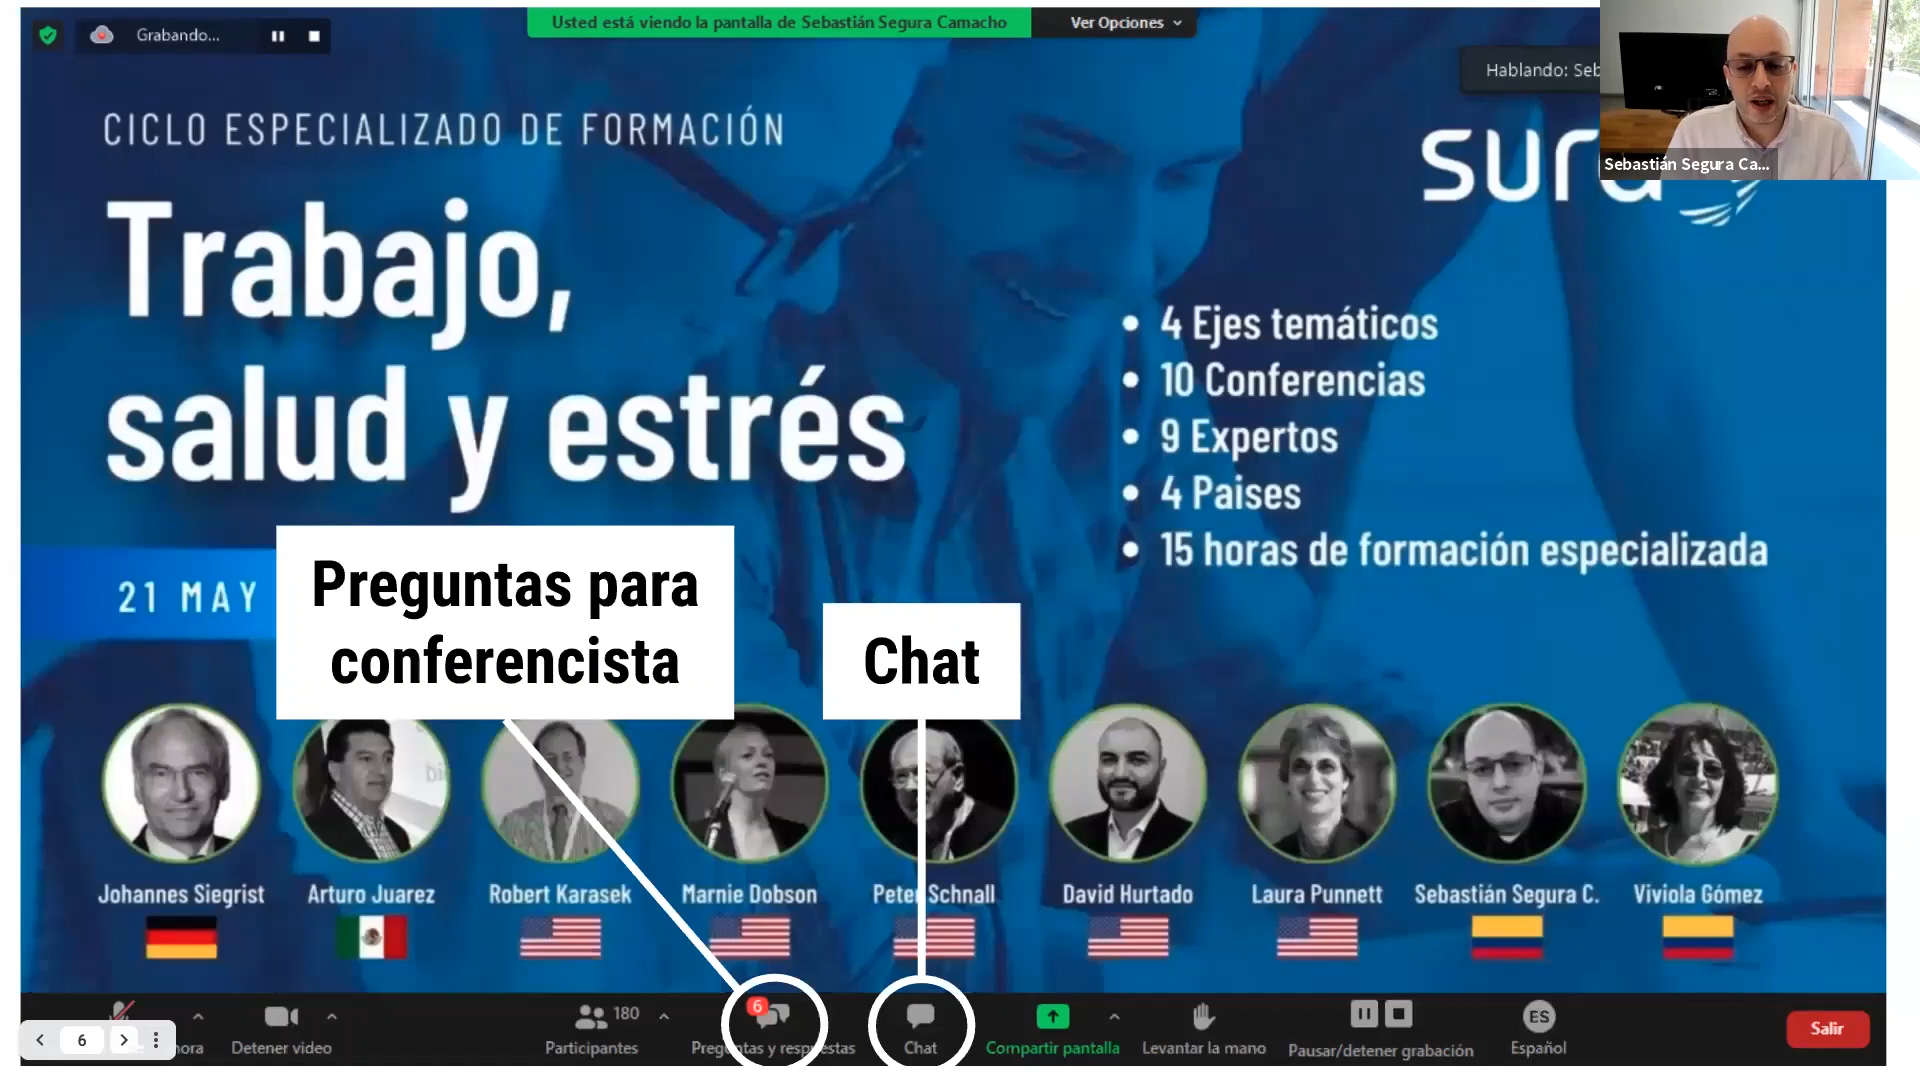 Usted está viendo la pantalla de Sebastián Segura Camacho
Ver Opciones
Grabando...
Hablando: Seb
Sebastián Segura Ca...
CICLO ESPECIALIZADO DE FORMACIÓN
sura
Trabajo,
salud y estrés
• 4 Ejes temáticos
• 10 Conferencias
• 9 Expertos
• 4 Paises
• 15 horas de formación especializada
21 MAY
Preguntas para
conferencista
Chat
Johannes Siegrist
Arturo Juarez
Robert Karasek
Marnie Dobson
Peter Schnall
David Hurtado
Laura Punnett
Sebastián Segura C.
Viviola Gómez
6
hora
Detener video
180
Participantes
6
Preguntas y respuestas
Chat
Compartir pantalla
Levantar la mano
Pausar/detener grabación
ES
Español
Salir